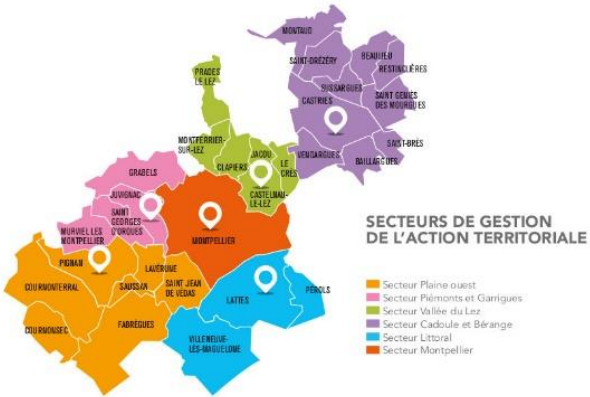 MONTAUD
SAINT-DRÉZÉRY
BEAULIEU
RESTINCLIÈRES
PRADES
LE LEZ
SUSSARGUES
CASTRIES
SAINT GENIÈS
DES MOURGUES
MONTFERRIER-
SUR-LEZ
JACOU
CLAPIERS
LE
CRÈS
VENDARGUES
SAINT-BRÈS
BAILLARGUES
GRABELS
JUVIGNAC
CASTELNAU-
LE-LEZ
SAINT
GEORGES
D'ORQUES
MURVIEL LES
MONTPELLIER
MONTPELLIER
SECTEURS DE GESTION
DE L'ACTION TERRITORIALE
PIGNAN
LAVÉRUNE
COURNONTERRAL
SAUSSAN
SAINT JEAN
DE VÉDAS
LATTES
PÉROLS
COURNONSEC
FABRÈGUES
VILLENEUVE-
LÈS-MAGUELONE
Secteur Plaine ouest
Secteur Piémonts et Garrigues
Secteur Vallée du Lez
Secteur Cadoule et Bérange
Secteur Littoral
Secteur Montpellier